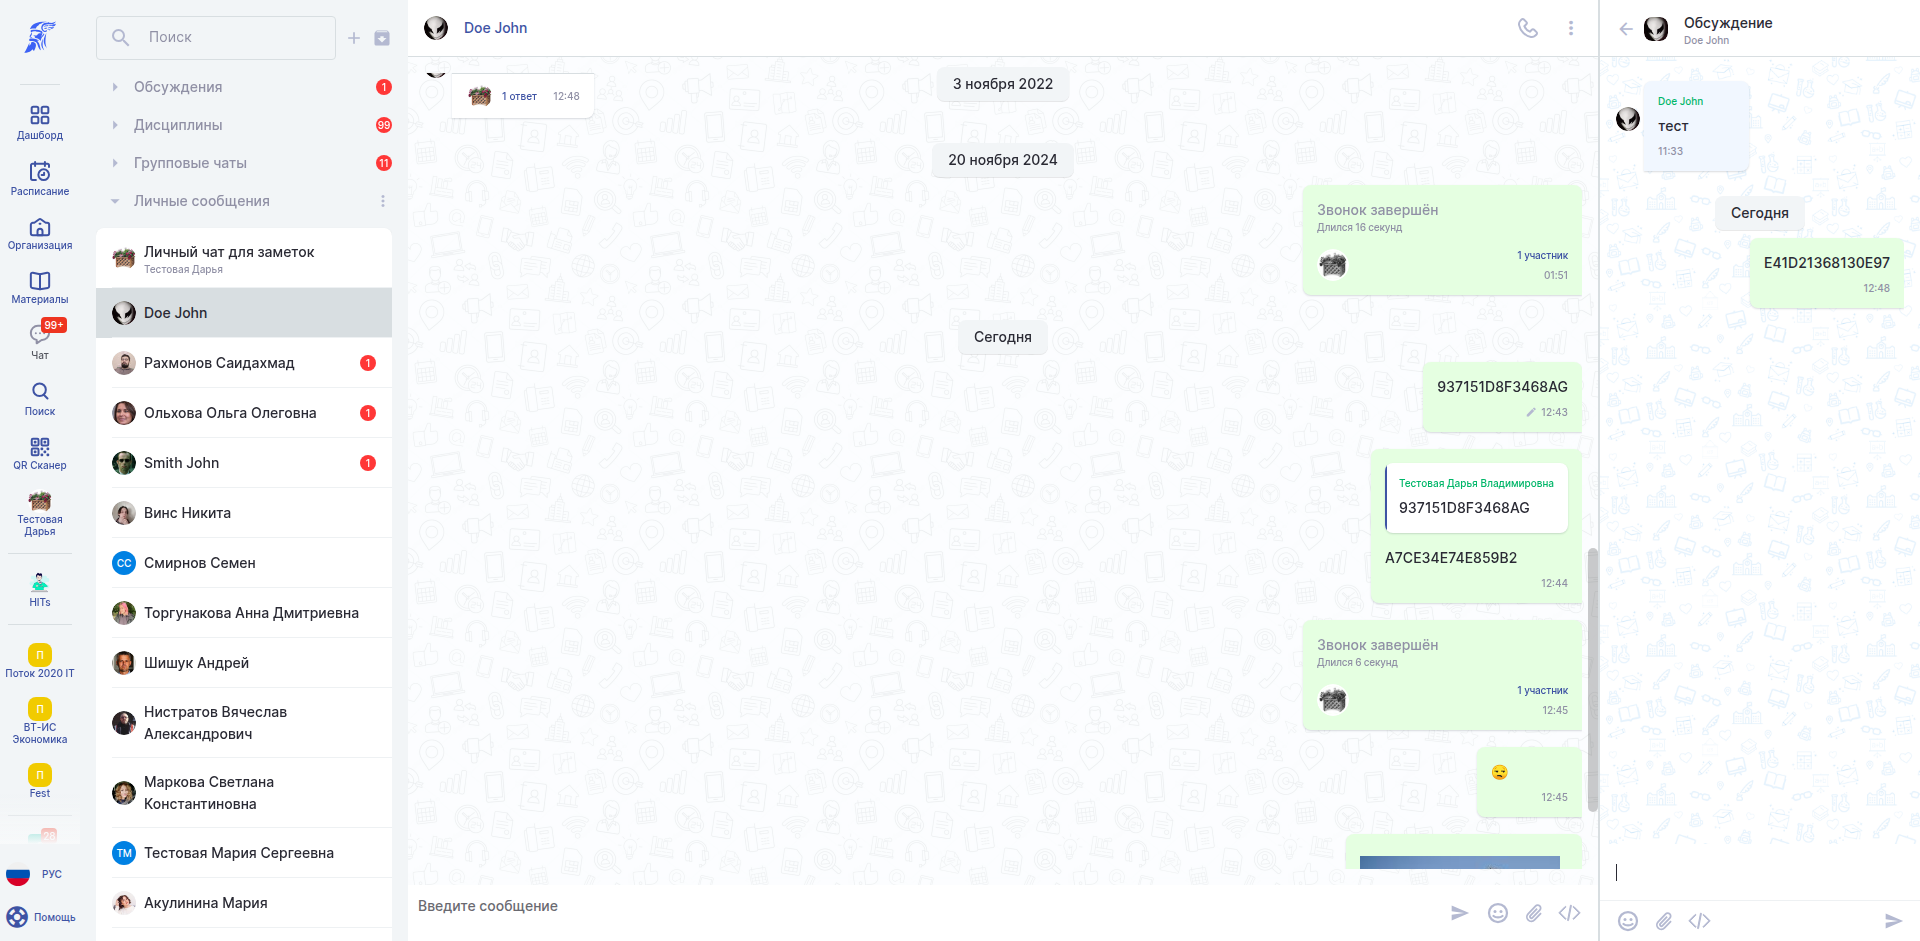 Дашборд
Расписание
Организация
Материалы
99+
Чат
Поиск
QR Сканер
Тестовая
Дарья
HITs
П
Поток 2020 IT
П
ВТ-ИС
Экономика
П
Fest
28
РУС
Помощь
Поиск
Обсуждения
1
Дисциплины
99
Групповые чаты
11
Личные сообщения
Личный чат для заметок
Тестовая Дарья
Doe John
Рахмонов Саидахмад
1
Ольхова Ольга Олеговна
1
Smith John
1
Винс Никита
СС
Смирнов Семен
Торгунакова Анна Дмитриевна
Шишук Андрей
Нистратов Вячеслав
Александрович
Маркова Светлана
Константиновна
ТМ
Тестовая Мария Сергеевна
Акулинина Мария
Doe John
1 ответ
12:48
3 ноября 2022
20 ноября 2024
Звонок завершён
Длился 16 секунд
1 участник
01:51
Сегодня
937151D8F3468AG
12:43
Тестовая Дарья Владимировна
937151D8F3468AG
A7CE34E74E859B2
12:44
Звонок завершён
Длился 6 секунд
1 участник
12:45
12:45
Введите сообщение
Обсуждение
Doe John
Doe John
тест
11:33
Сегодня
E41D21368130E97
12:48